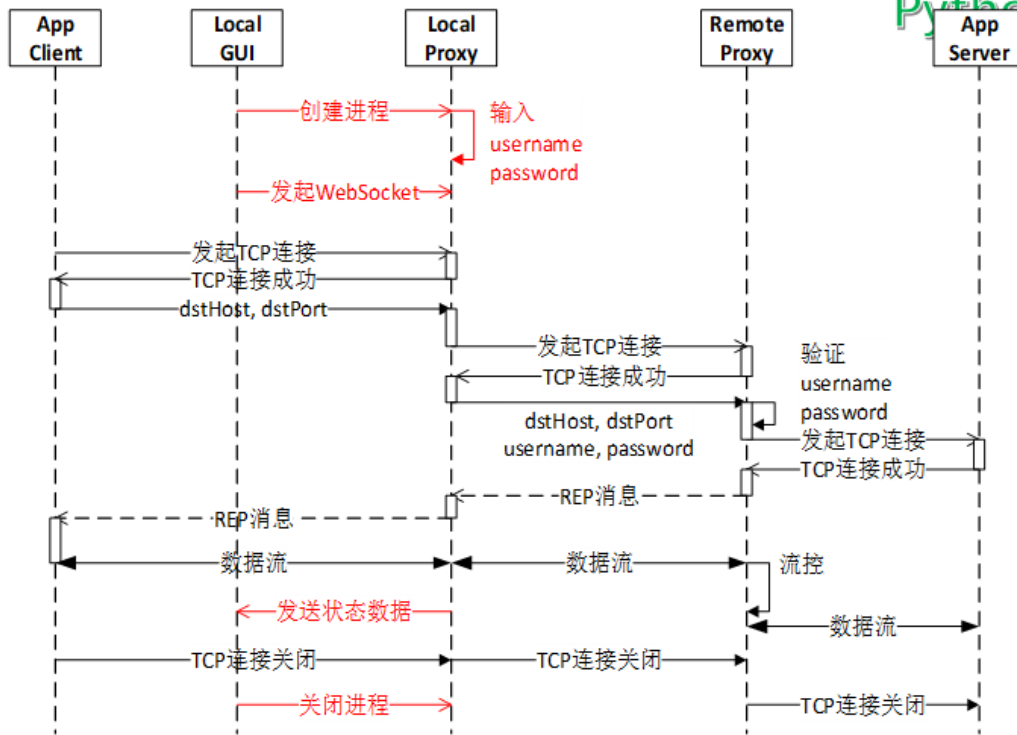 Pytho
App
Client
Local
GUI
Local
Proxy
Remote
Proxy
App
Server
创建进程
输入
username
password
发起WebSocket
发起TCP连接
TCP连接成功
dstHost, dstPort
发起TCP连接
TCP连接成功
验证
username
password
dstHost, dstPort
username, password
发起TCP连接
TCP连接成功
REP消息
REP消息
数据流
数据流
流控
发送状态数据
数据流
TCP连接关闭
TCP连接关闭
关闭进程
TCP连接关闭